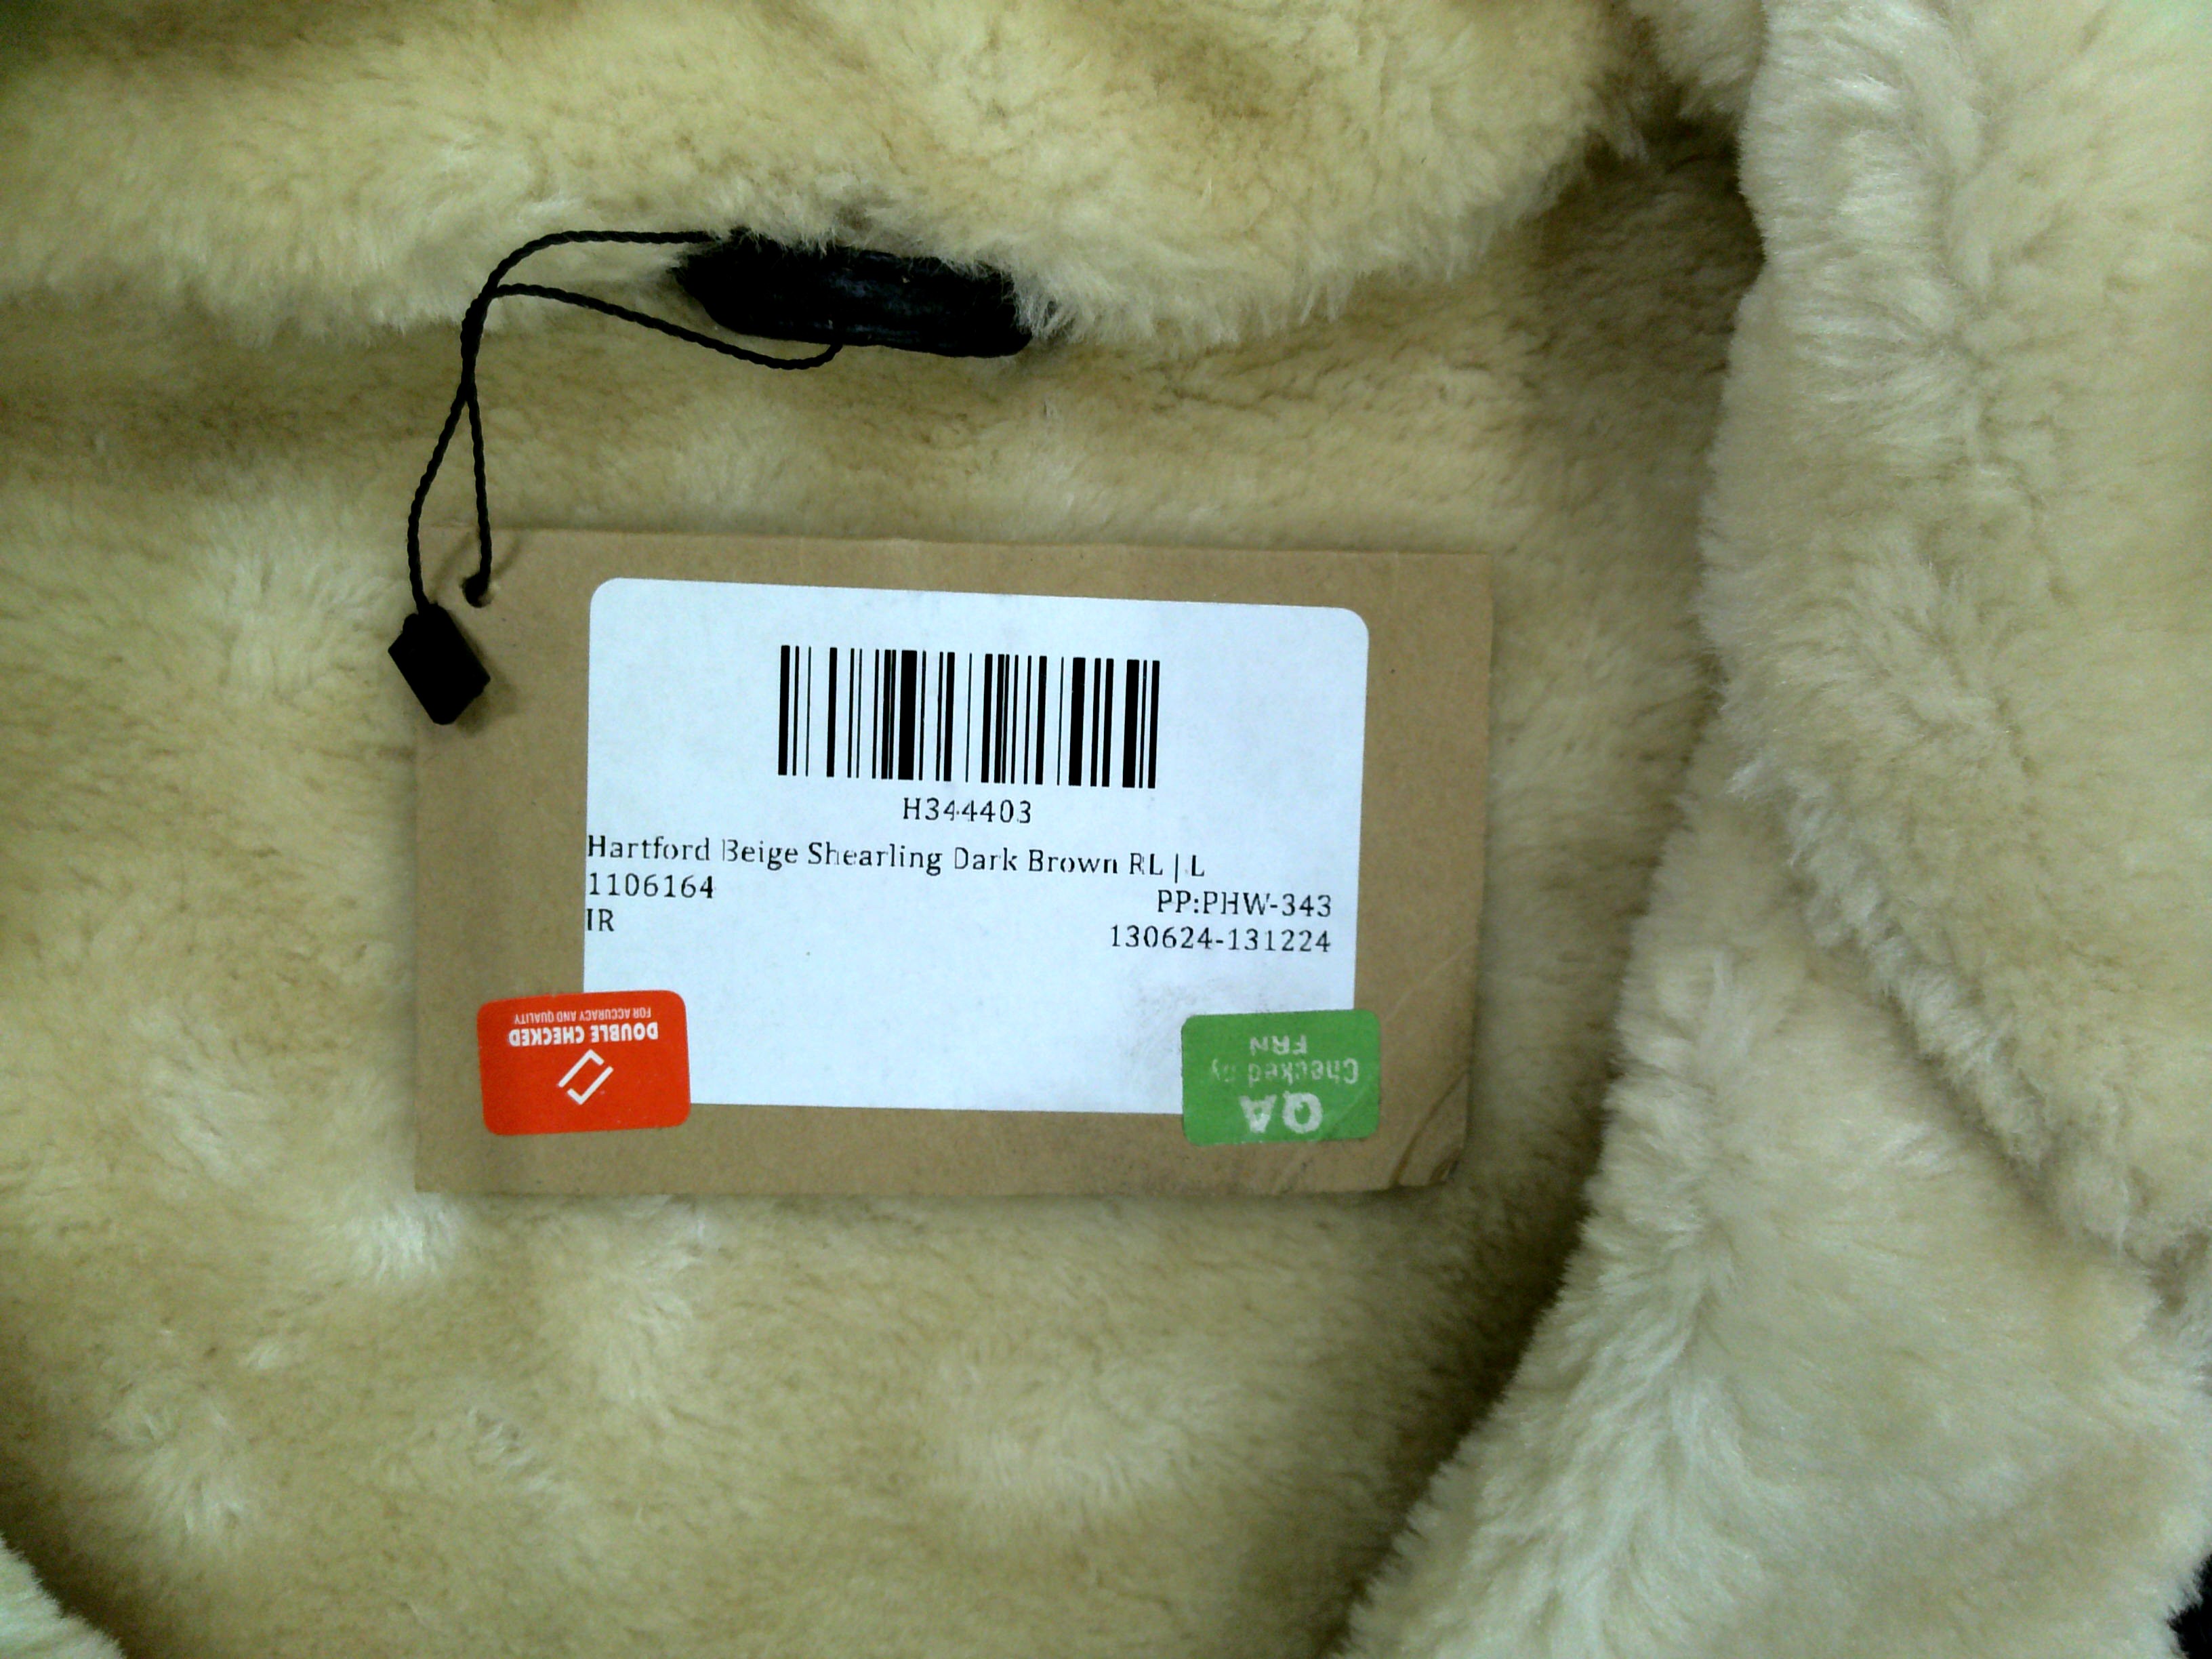 H344403
Hartford Beige Shearling Dark Brown RL | L
1106164
PP:PHW-343
IR
130624-131224
DOUBLE CHECKED
FOR ACCURACY AND QUALITY
QA
Checked by
FRN